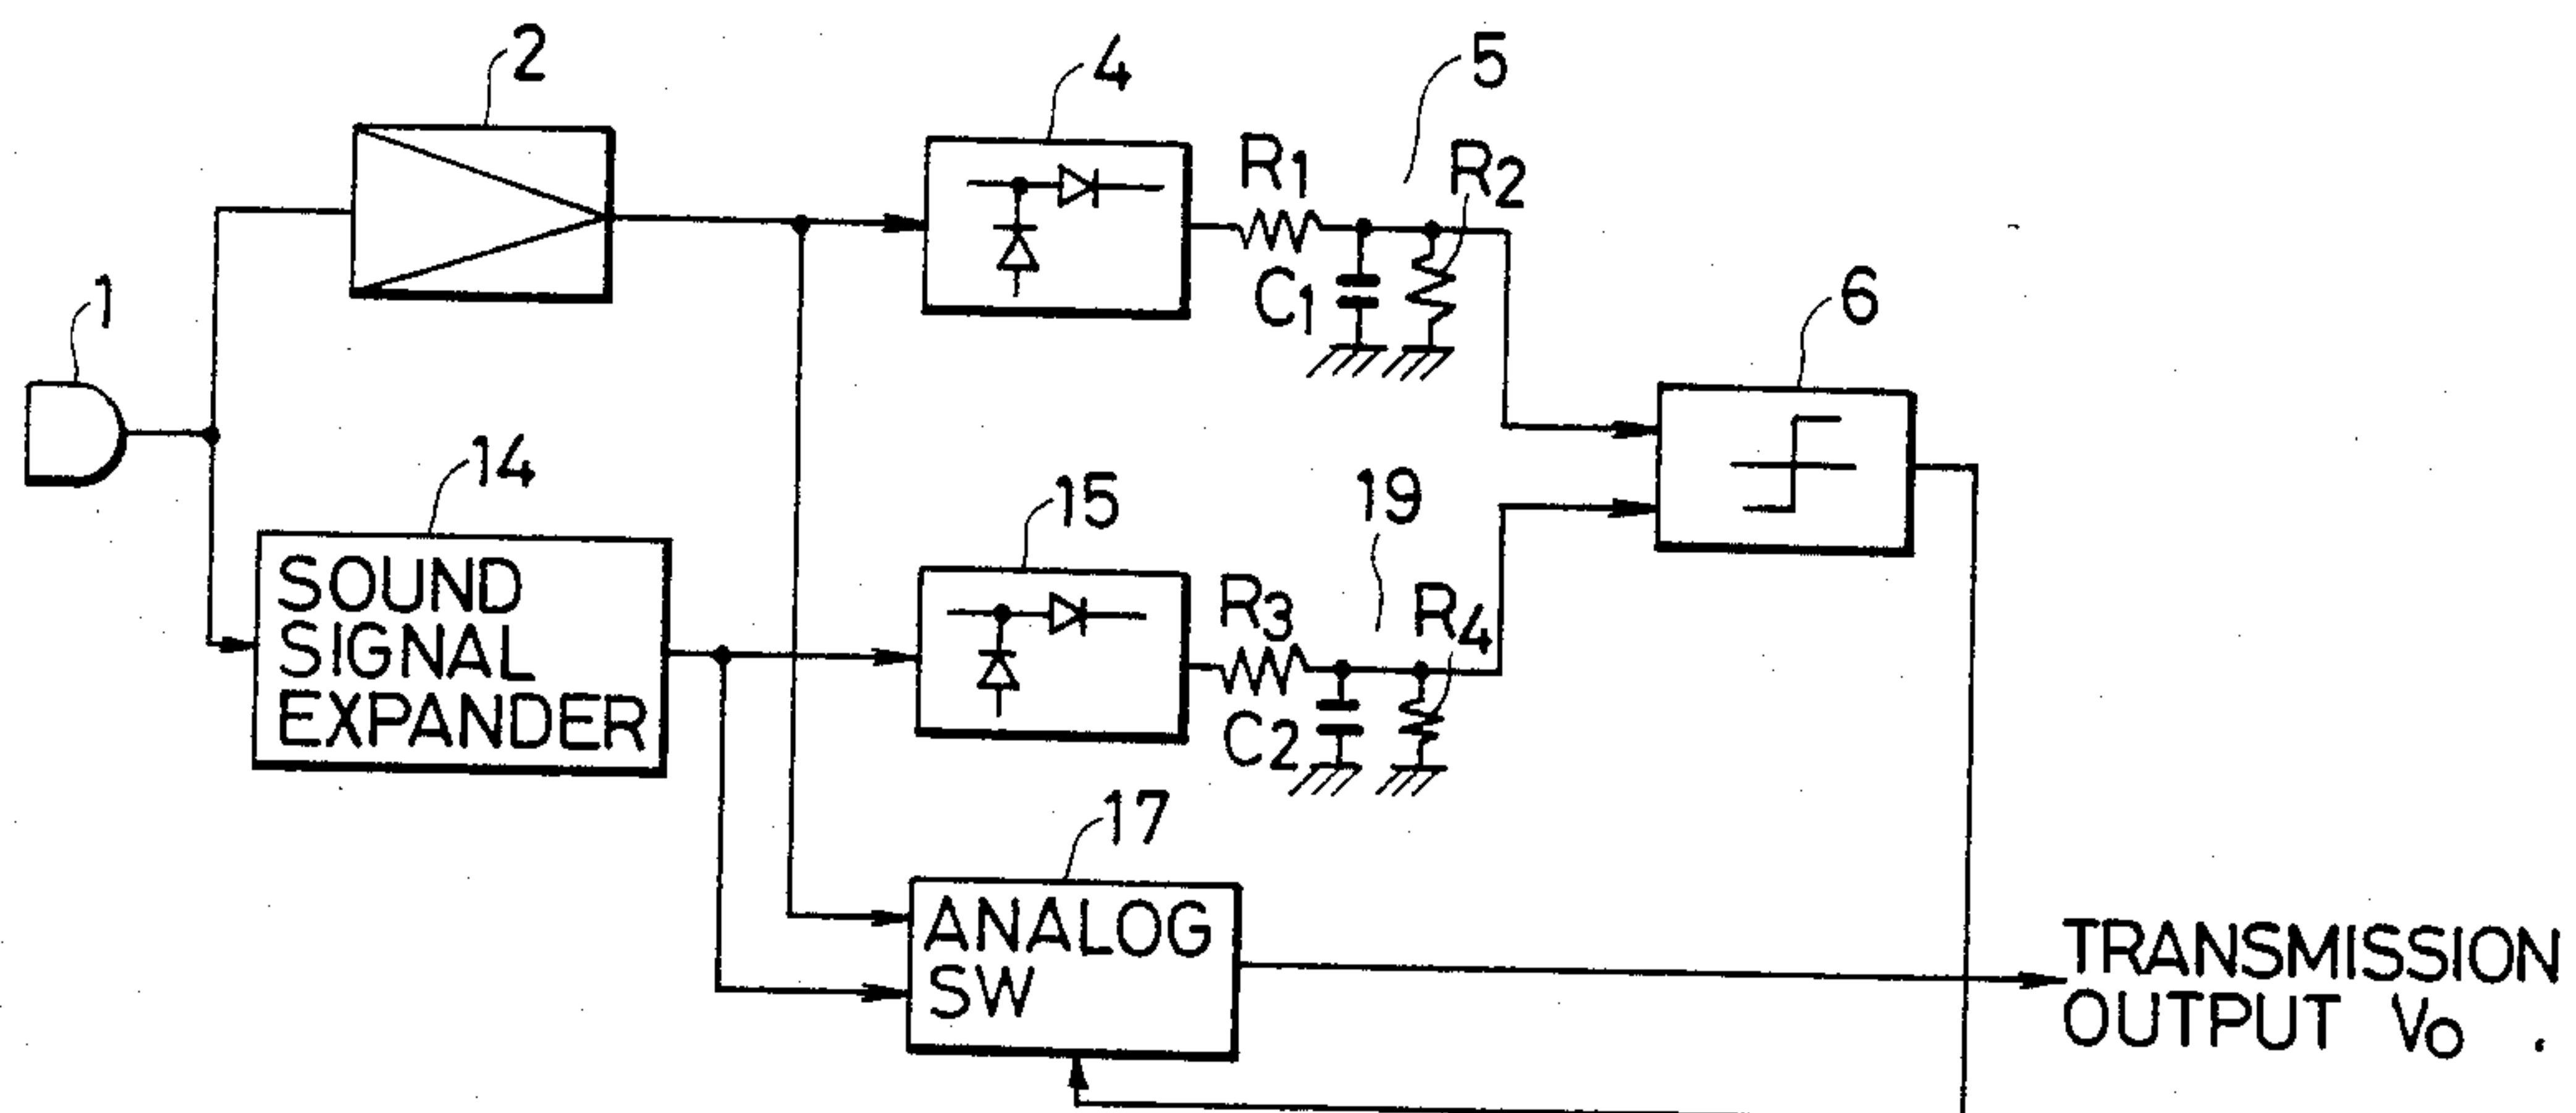 2
4
5
R1
R2
C1
1
6
14
SOUND
SIGNAL
EXPANDER
15
19
R3
R4
C2
17
ANALOG
SW
TRANSMISSION
OUTPUT VO